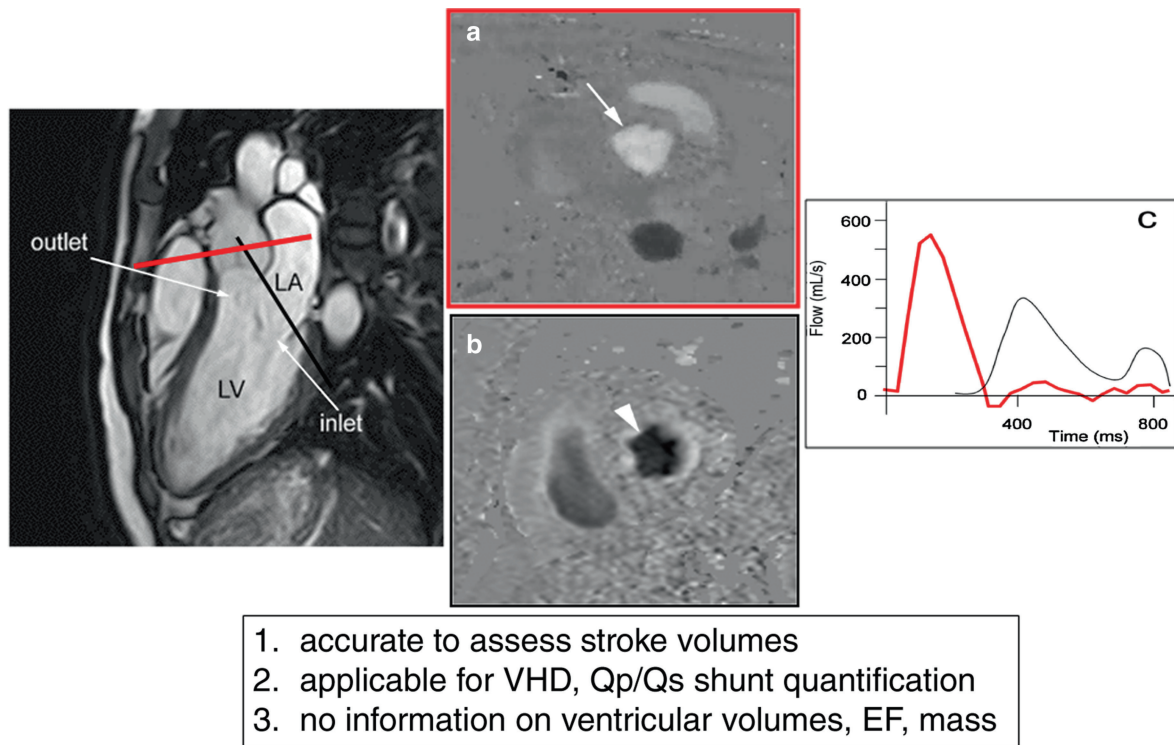 a
outlet
LA
LV
inlet
b
C
600
400
200
0
Flow (mL/s)
400
800
Time (ms)
1. accurate to assess stroke volumes
2. applicable for VHD, Qp/Qs shunt quantification
3. no information on ventricular volumes, EF, mass